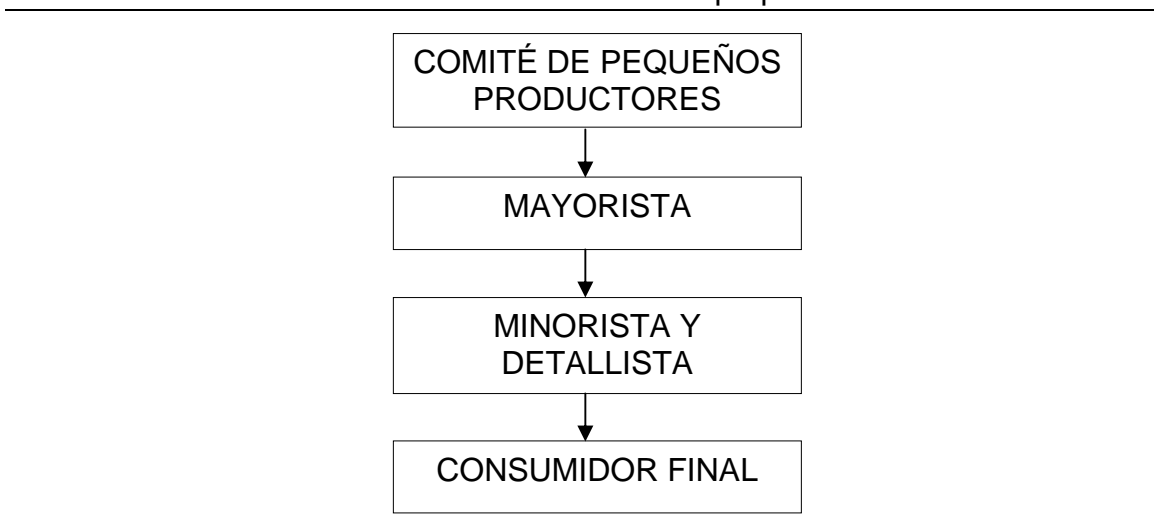 COMITÉ DE PEQUEÑOS
PRODUCTORES
MAYORISTA
MINORISTA Y
DETALLISTA
CONSUMIDOR FINAL